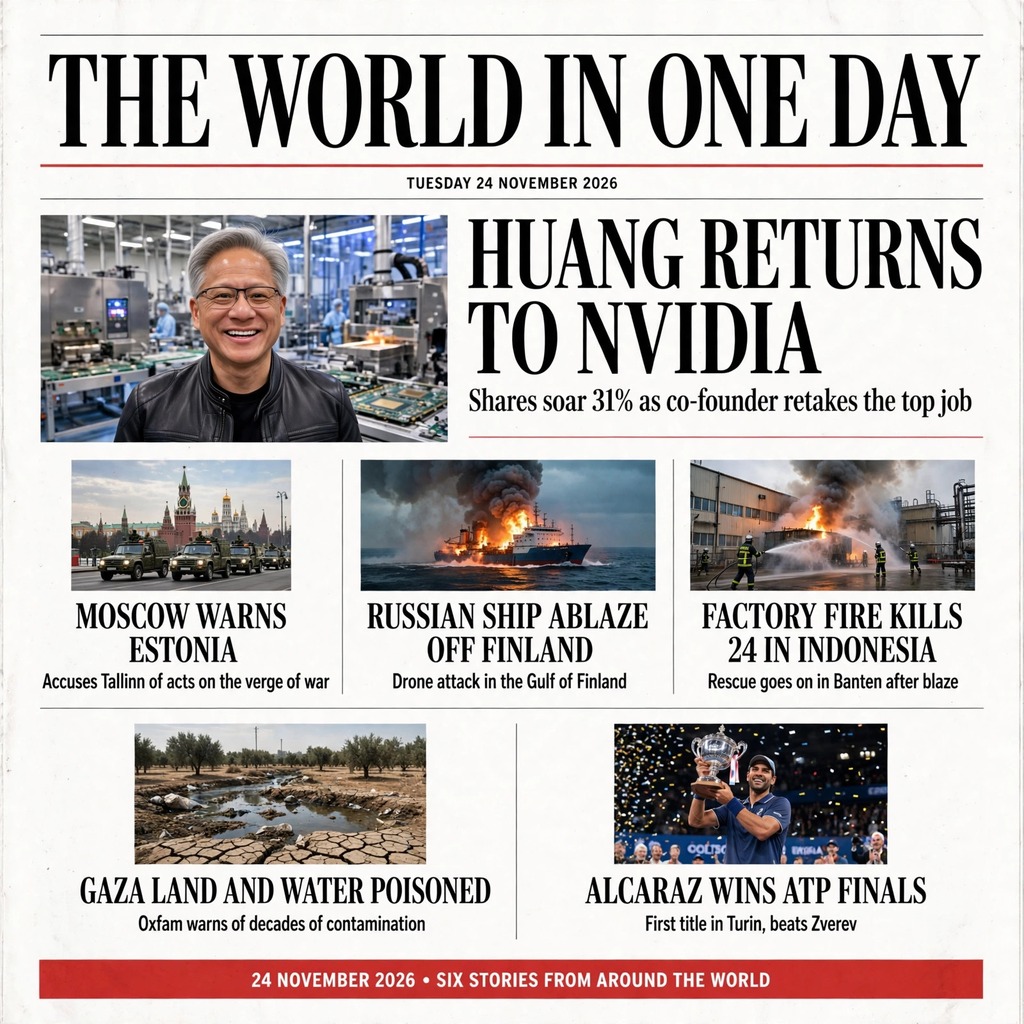 THE WORLD IN ONE DAY
TUESDAY 24 NOVEMBER 2026
HUANG RETURNS
TO NVIDIA
Shares soar 31% as co-founder retakes the top job
MOSCOW WARNS
ESTONIA
Accuses Tallinn of acts on the verge of war
RUSSIAN SHIP ABLAZE
OFF FINLAND
Drone attack in the Gulf of Finland
FACTORY FIRE KILLS
24 IN INDONESIA
Rescue goes on in Banten after blaze
GAZA LAND AND WATER POISONED
Oxfam warns of decades of contamination
ALCARAZ WINS ATP FINALS
First title in Turin, beats Zverev
24 NOVEMBER 2026 • SIX STORIES FROM AROUND THE WORLD